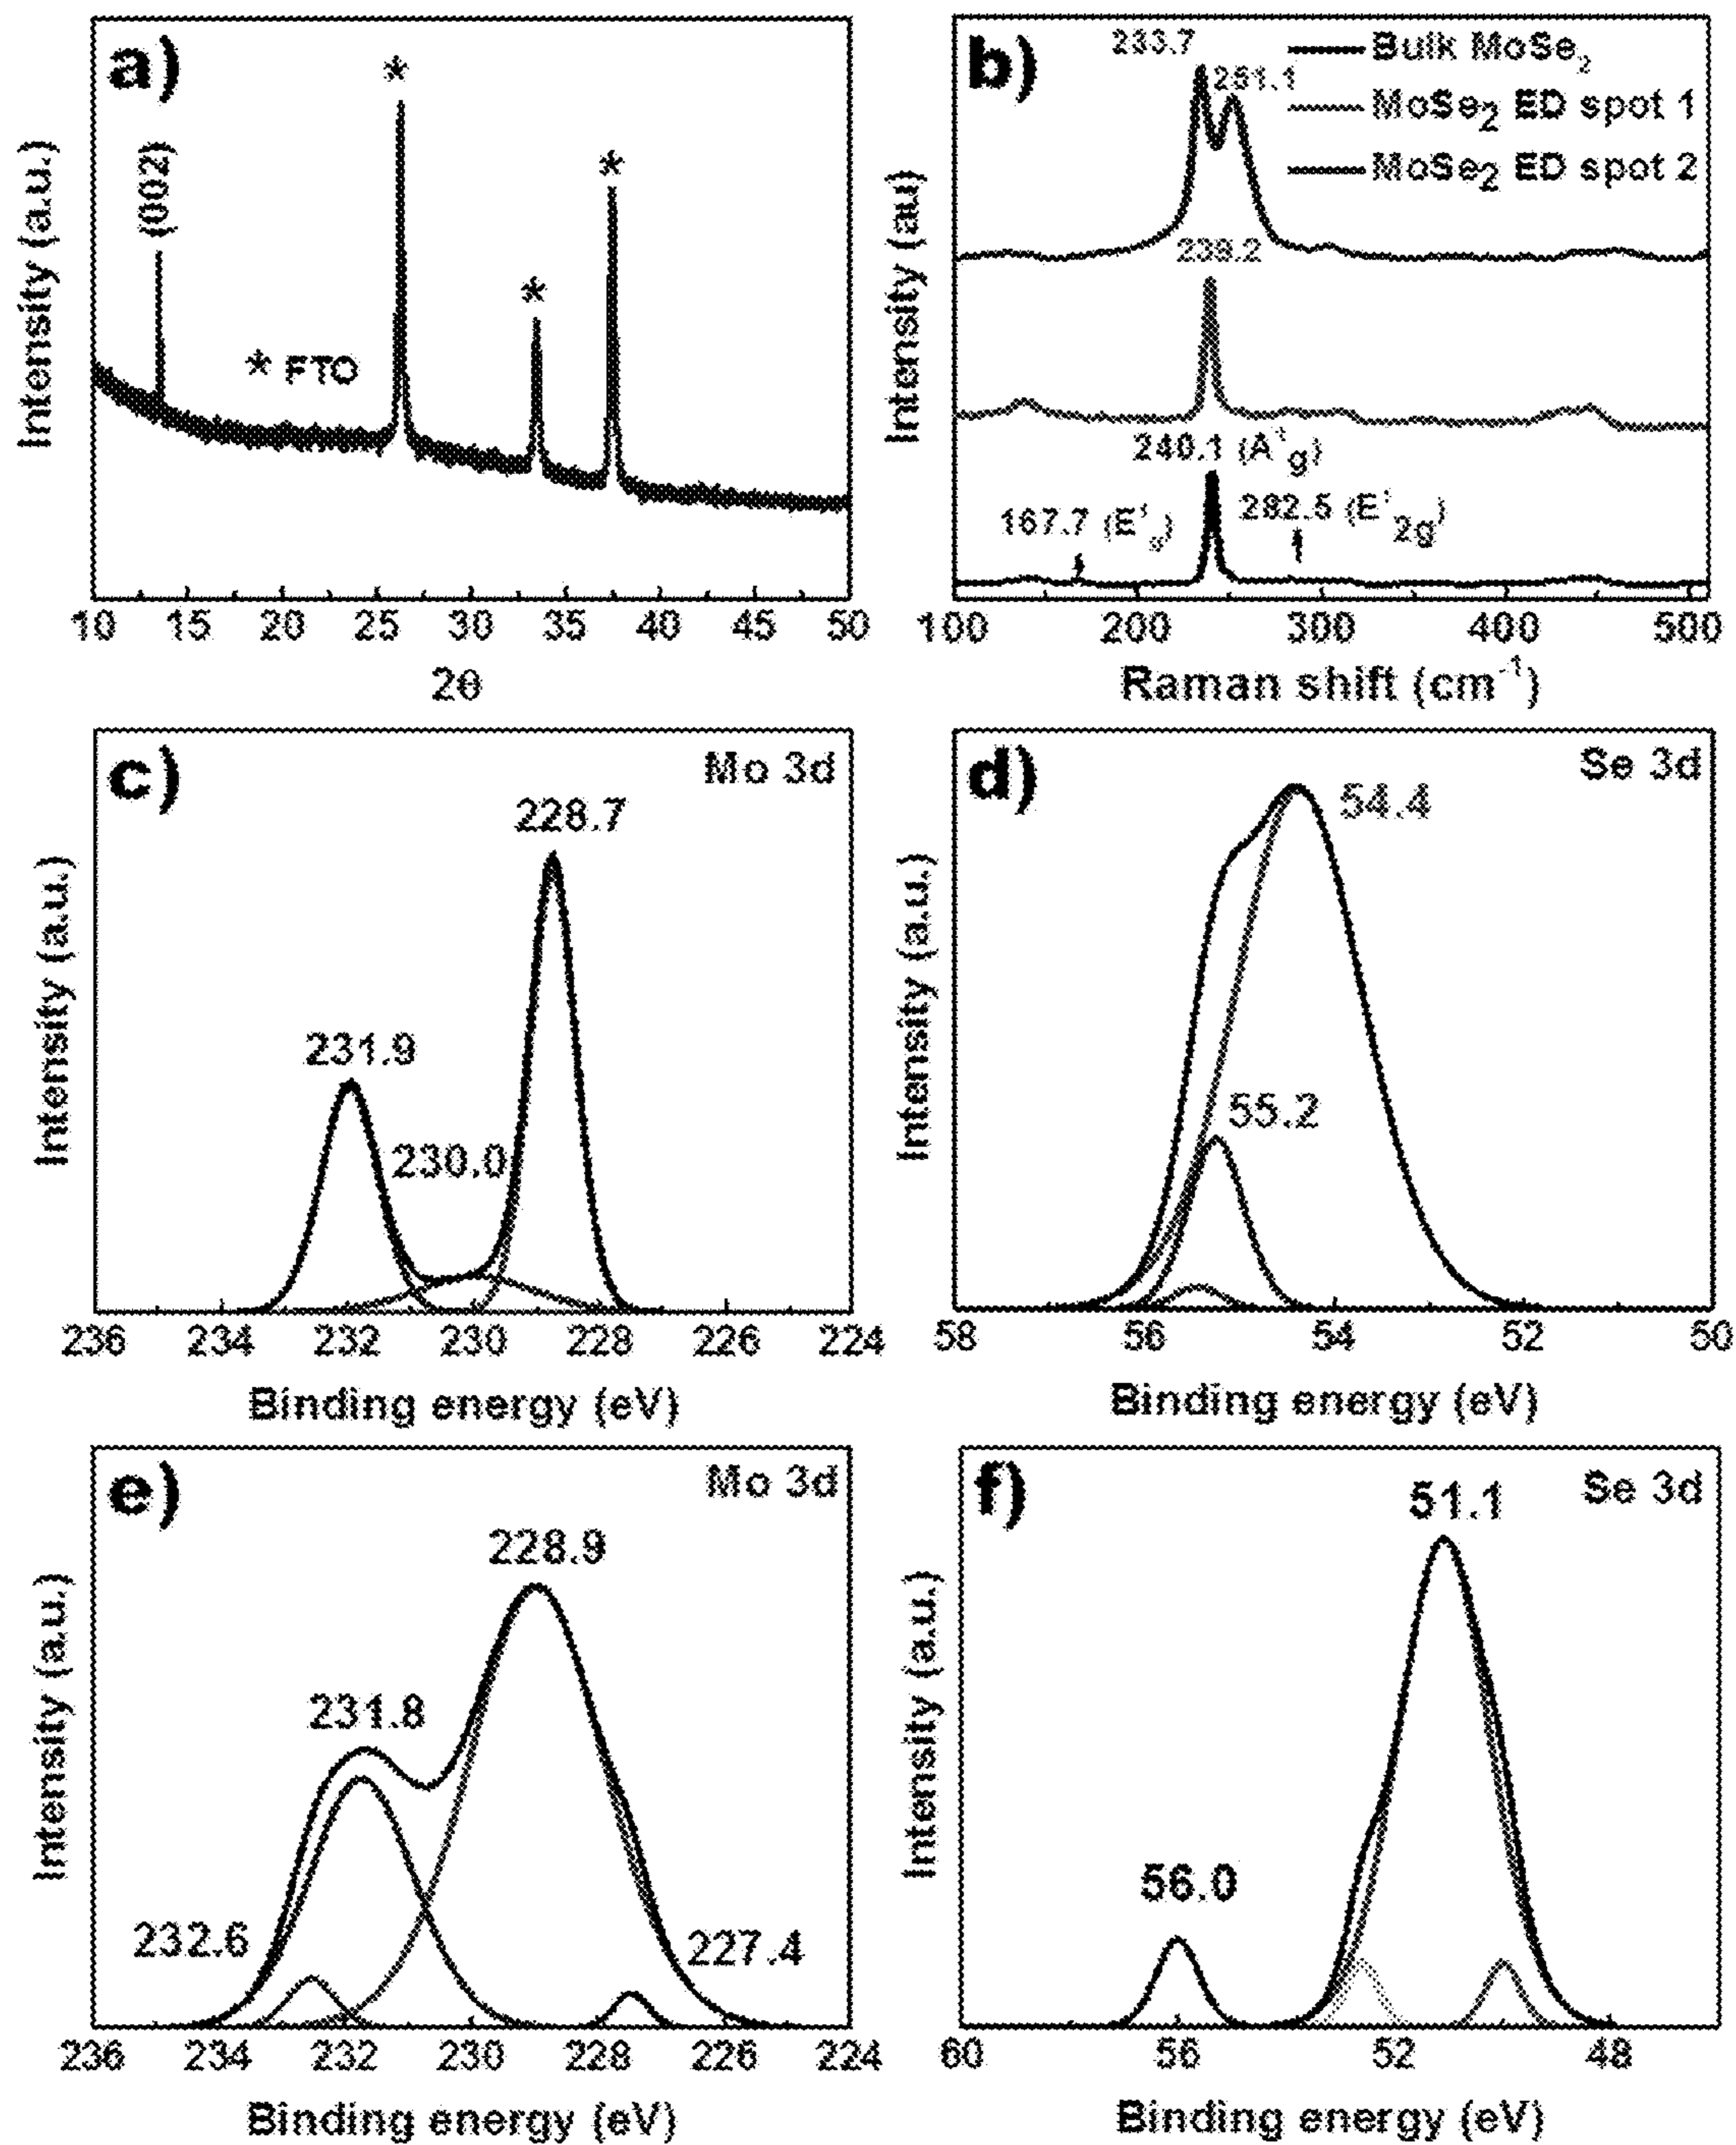 a)
*
*
*
(002)
* FTO
Intensity (a.u.)
10 15 20 25 30 35 40 45 50
2θ
b)
233.7
251.1
Bulk MoSe2
MoSe2 ED spot 1
MoSe2 ED spot 2
239.2
240.1 (A1g)
167.7 (E1g)
282.5 (E12g)
Intensity (au)
100 200 300 400 500
Raman shift (cm-1)
c)
Mo 3d
228.7
231.9
230.0
Intensity (a.u.)
236 234 232 230 228 226 224
Binding energy (eV)
d)
Se 3d
54.4
55.2
Intensity (a.u.)
58 56 54 52 50
Binding energy (eV)
e)
Mo 3d
228.9
231.8
232.6
227.4
Intensity (a.u.)
236 234 232 230 228 226 224
Binding energy (eV)
f)
Se 3d
51.1
56.0
Intensity (a.u.)
60 56 52 48
Binding energy (eV)